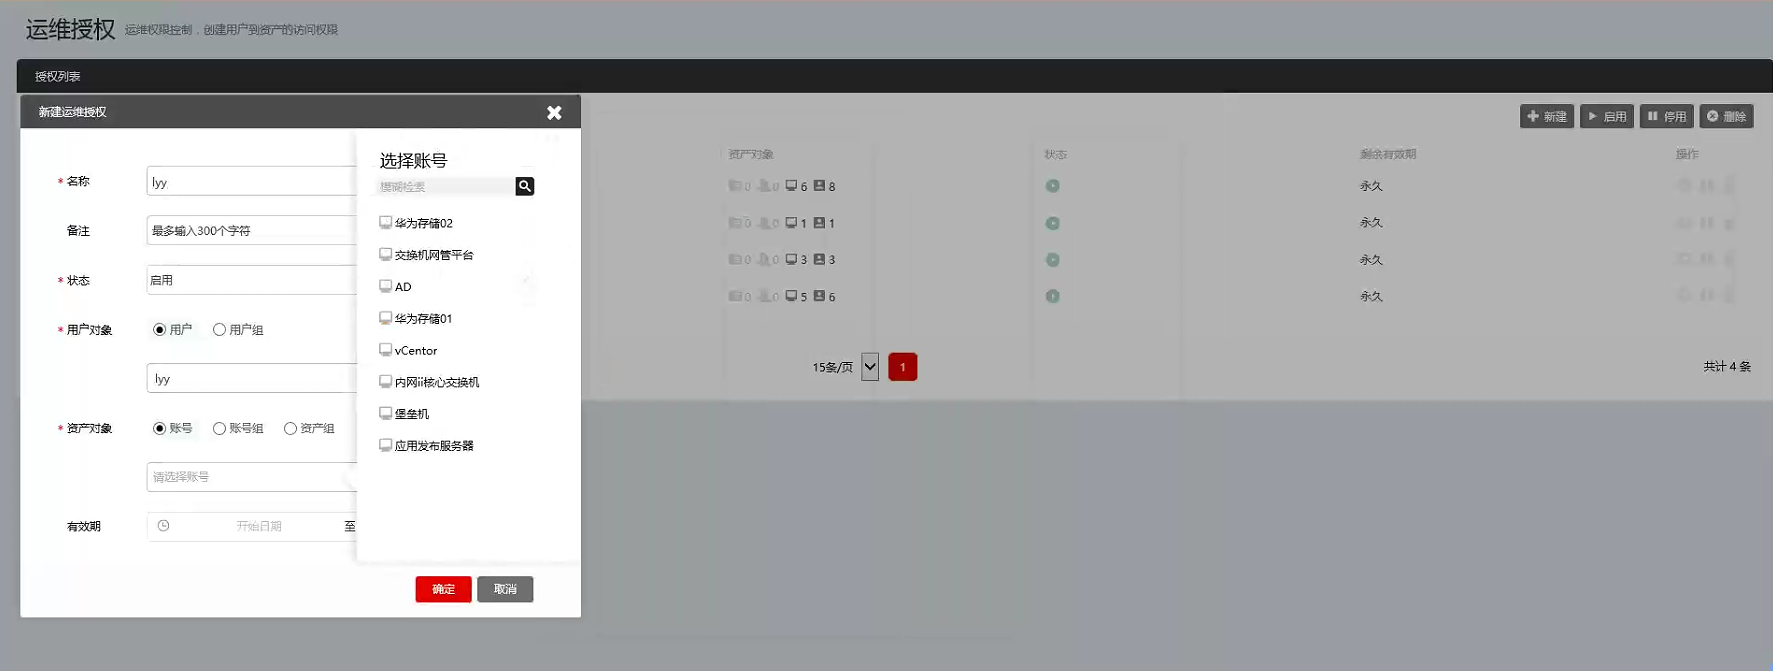 运维授权 运维权限控制，创建用户到资产的访问权限
授权列表
新建运维授权
新建 启用 停用 删除
资产对象 状态 剩余有效期 操作
0 0 6 8 永久
0 0 1 1 永久
0 0 3 3 永久
0 0 5 6 永久
15条/页 1 共计 4 条
* 名称 lyy
备注 最多输入300个字符
* 状态 启用
* 用户对象 用户 用户组
lyy
* 资产对象 账号 账号组 资产组
请选择账号
有效期 开始日期 至
选择账号
模糊检索
华为存储02
交换机网管平台
AD
华为存储01
vCentor
内网ii核心交换机
堡垒机
应用发布服务器
确定 取消